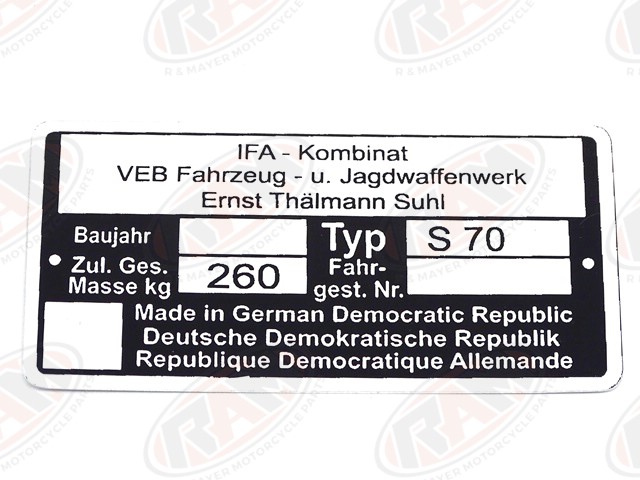 IFA - Kombinat
VEB Fahrzeug - u. Jagdwaffenwerk
Ernst Thälmann Suhl
Baujahr
Typ S 70
Zul. Ges.
Masse kg 260
Fahr-
gest. Nr.
Made in German Democratic Republic
Deutsche Demokratische Republik
Republique Democratique Allemande
RAM
R & MAYER MOTORCYCLE PARTS